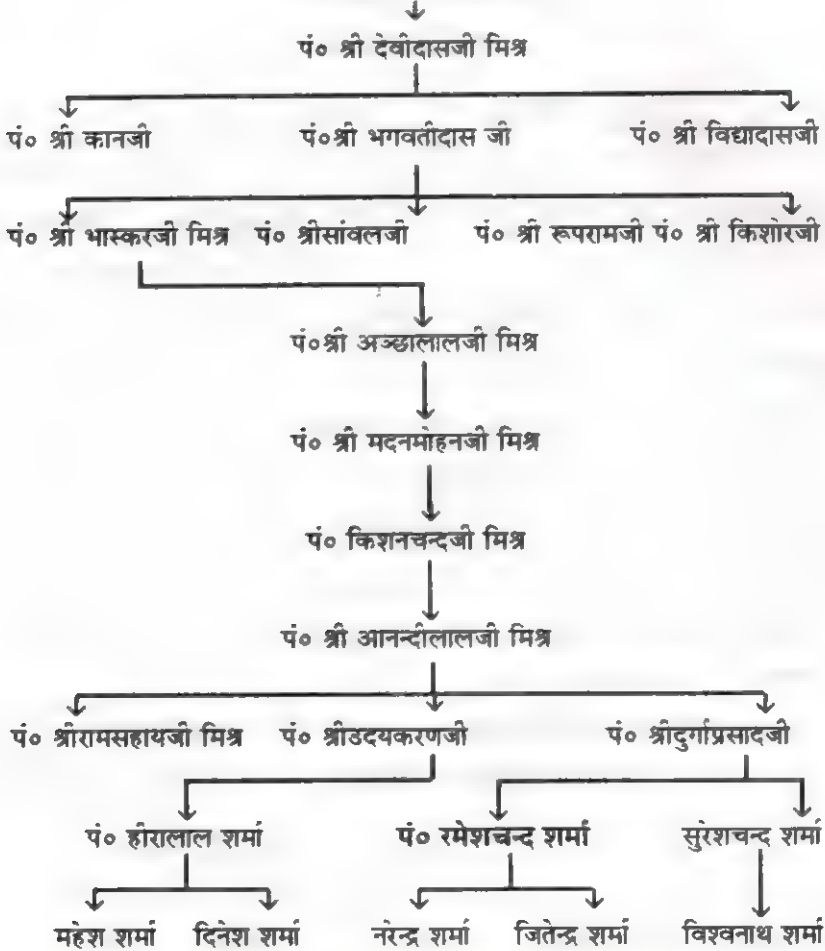 पं० श्री देवीदासजी मिश्र
पं० श्री कानजी पं०श्री भगवतीदास जी पं० श्री विद्यादासजी
पं० श्री भास्करजी मिश्र पं० श्रीसांवलजी पं० श्री रूपरामजी पं० श्री किशोरजी
पं०श्री अञ्छालालजी मिश्र
पं० श्री मदनमोहनजी मिश्र
पं० किशनचन्दजी मिश्र
पं० श्री आनन्दीलालजी मिश्र
पं० श्रीरामसहायजी मिश्र पं० श्रीउदयकरणजी पं० श्रीदुर्गाप्रसादजी
पं० हीरालाल शर्मा पं० रमेशचन्द शर्मा सुरेशचन्द शर्मा
महेश शर्मा दिनेश शर्मा नरेन्द्र शर्मा जितेन्द्र शर्मा विश्वनाथ शर्मा